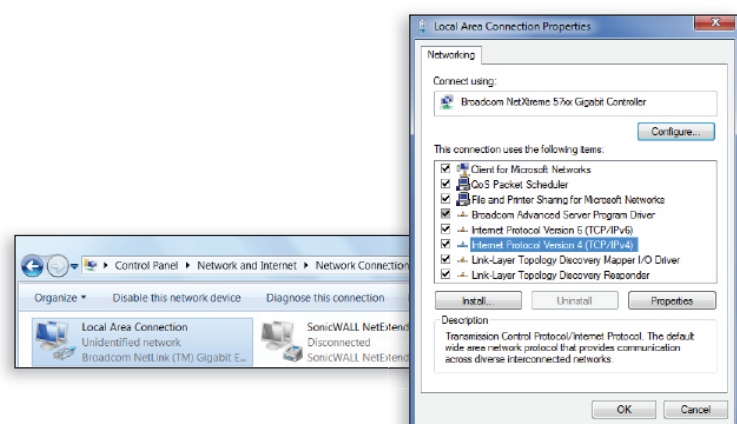 Control Panel ▸ Network and Internet ▸ Network Connection
Organize ▾ Disable this network device Diagnose this connection
Local Area Connection
Unidentified network
Broadcom NetLink (TM) Gigabit E...
SonicWALL NetExtend
Disconnected
SonicWALL NetExtend
Local Area Connection Properties
Networking
Connect using:
Broadcom NetXtreme 57xx Gigabit Controller
Configure...
This connection uses the following items:
Client for Microsoft Networks
QoS Packet Scheduler
File and Printer Sharing for Microsoft Networks
Broadcom Advanced Server Program Driver
Internet Protocol Version 6 (TCP/IPv6)
Internet Protocol Version 4 (TCP/IPv4)
Link-Layer Topology Discovery Mapper I/O Driver
Link-Layer Topology Discovery Responder
Install... Uninstall Properties
Description
Transmission Control Protocol/Internet Protocol. The default
wide area network protocol that provides communication
across diverse interconnected networks.
OK Cancel